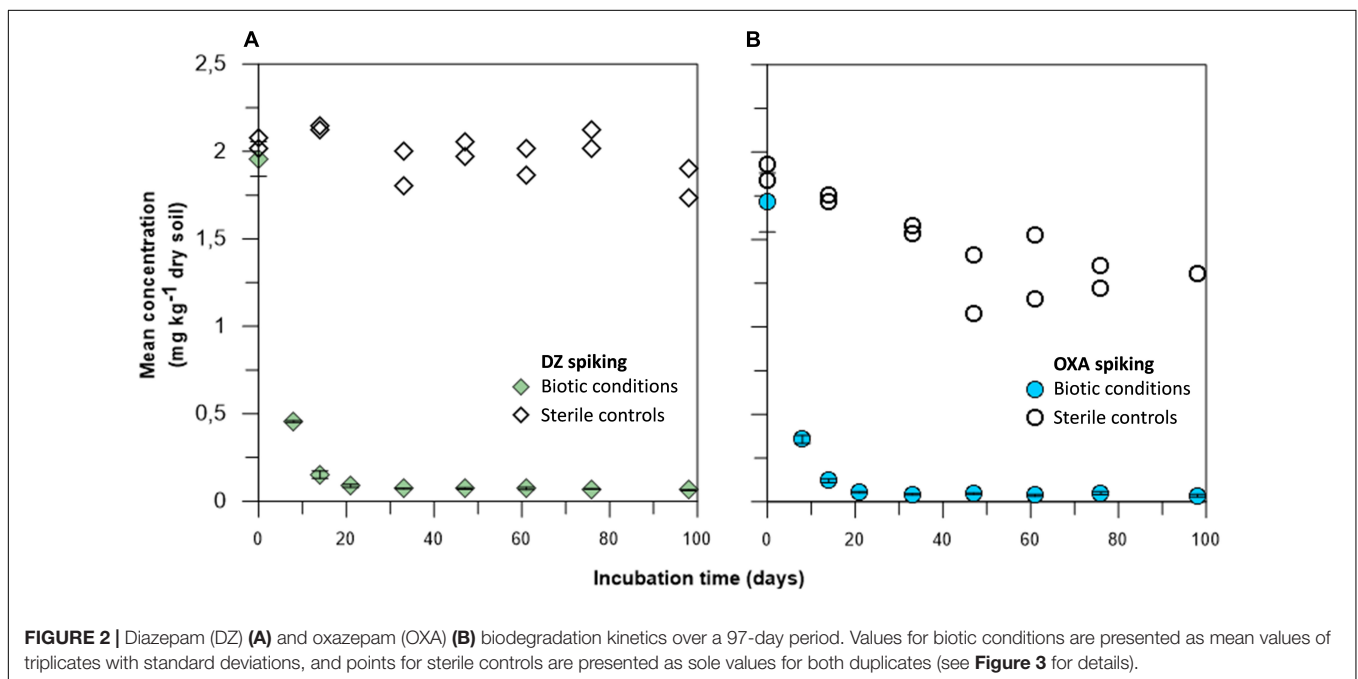 A
B
2,5
2
1,5
1
0,5
0
Mean concentration
(mg kg⁻¹ dry soil)
DZ spiking
Biotic conditions
Sterile controls
OXA spiking
Biotic conditions
Sterile controls
0 20 40 60 80 100
0 20 40 60 80 100
Incubation time (days)
FIGURE 2 | Diazepam (DZ) (A) and oxazepam (OXA) (B) biodegradation kinetics over a 97-day period. Values for biotic conditions are presented as mean values of
triplicates with standard deviations, and points for sterile controls are presented as sole values for both duplicates (see Figure 3 for details).